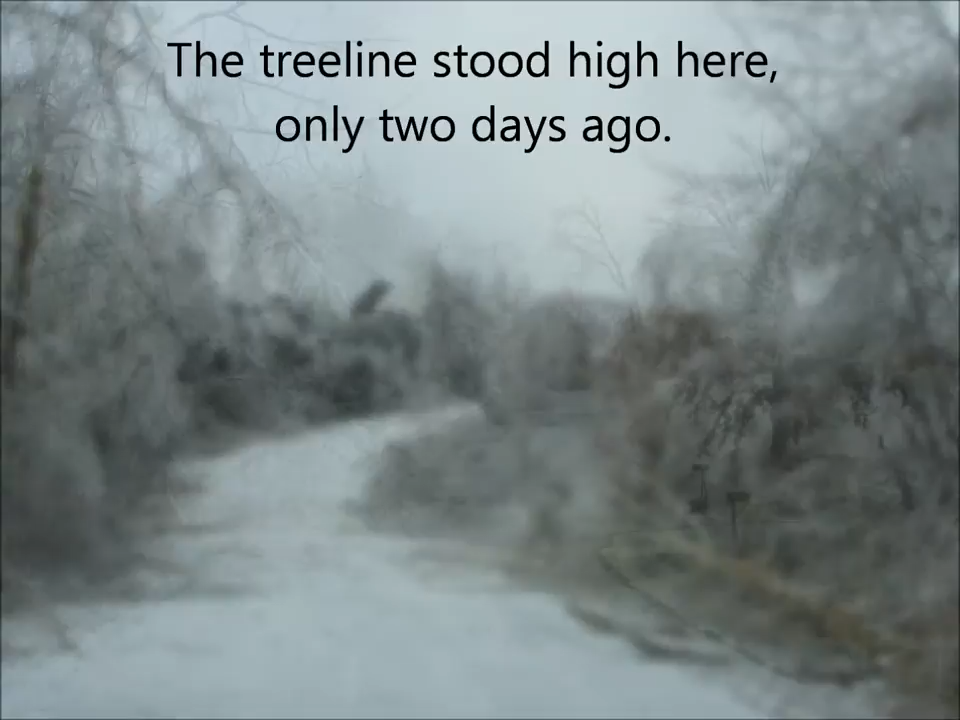 The treeline stood high here,
only two days ago.